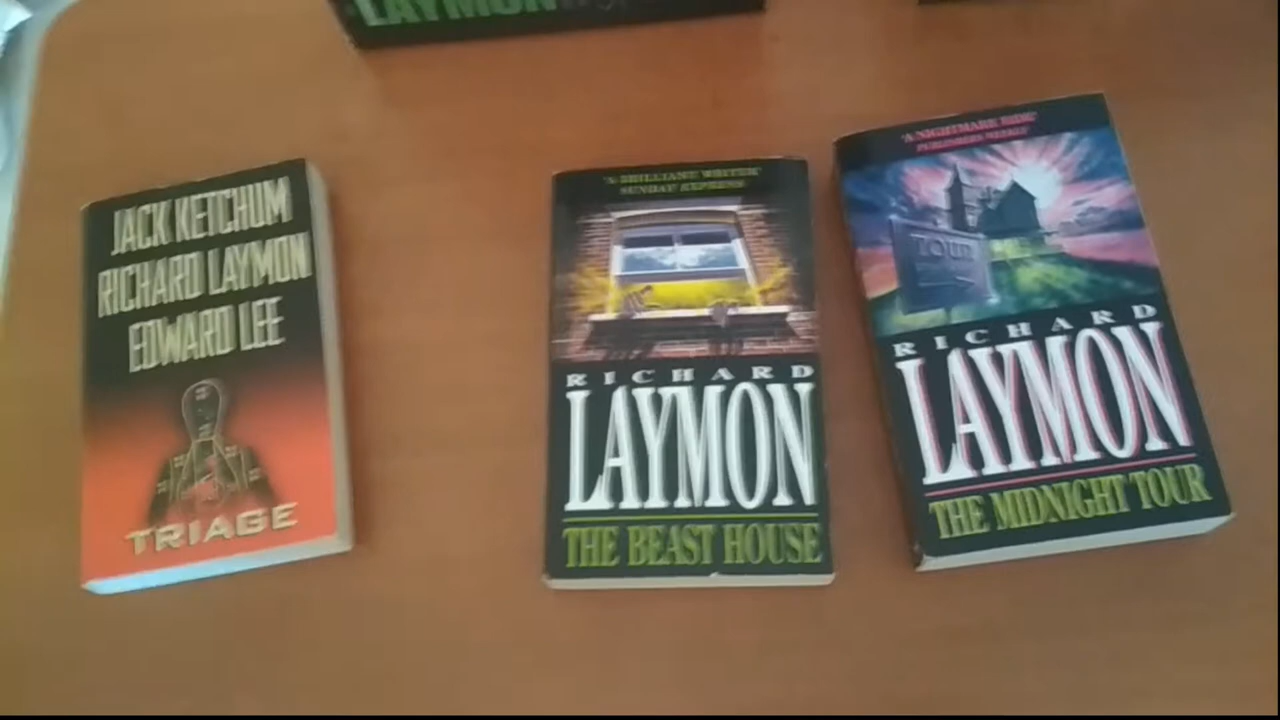 LAYMON
JACK KETCHUM
RICHARD LAYMON
EDWARD LEE
TRIAGE
'A BRILLIANT WRITER'
SUNDAY EXPRESS
RICHARD
LAYMON
THE BEAST HOUSE
'A NIGHTMARE RIDE'
PUBLISHERS WEEKLY
TOUR
RICHARD
LAYMON
THE MIDNIGHT TOUR